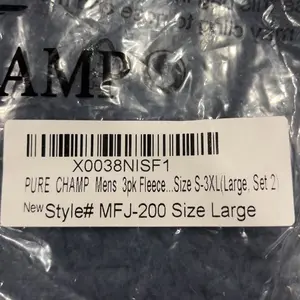 AMP
X0038NISF1
PURE CHAMP Mens 3pk Fleece...Size S-3XL(Large, Set 2)
New Style# MFJ-200 Size Large